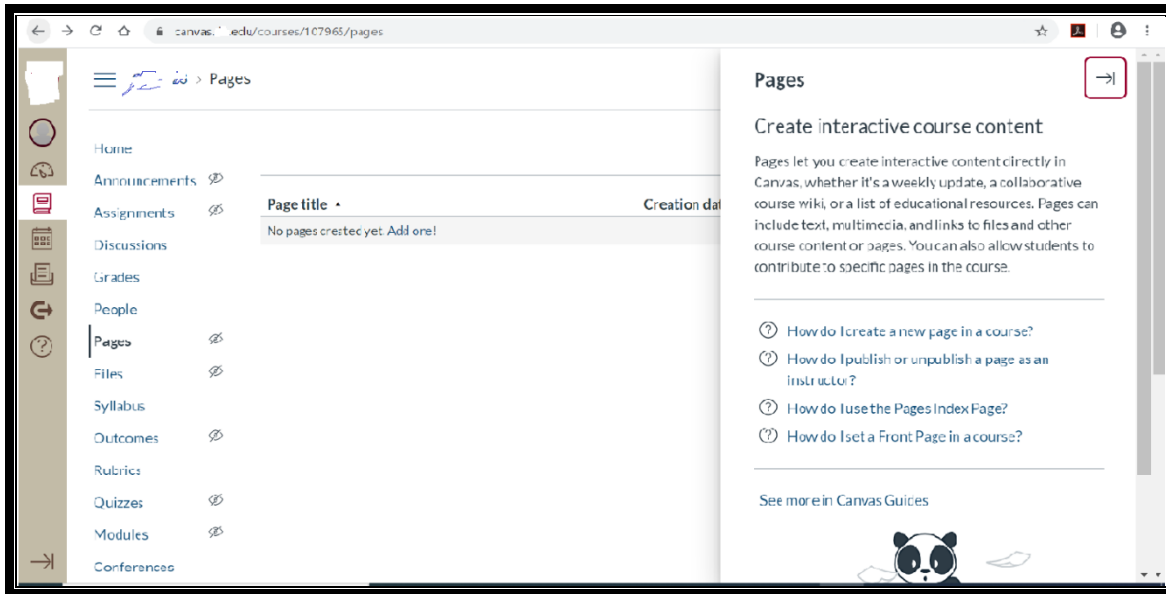 canvas. .edu/courses/107965/pages
> Pages
Home
Announcements
Assignments
Discussions
Grades
People
Pages
Files
Syllabus
Outcomes
Rubrics
Quizzes
Modules
Conferences
Page title
Creation dat
No pages created yet. Add one!
Pages
Create interactive course content
Pages let you create interactive content directly in
Canvas, whether it's a weekly update, a collaborative
course wiki, or a list of educational resources. Pages can
include text, multimedia, and links to files and other
course content or pages. You can also allow students to
contribute to specific pages in the course.
How do I create a new page in a course?
How do I publish or unpublish a page as an
instructor?
How do I use the Pages Index Page?
How do I set a Front Page in a course?
See more in Canvas Guides